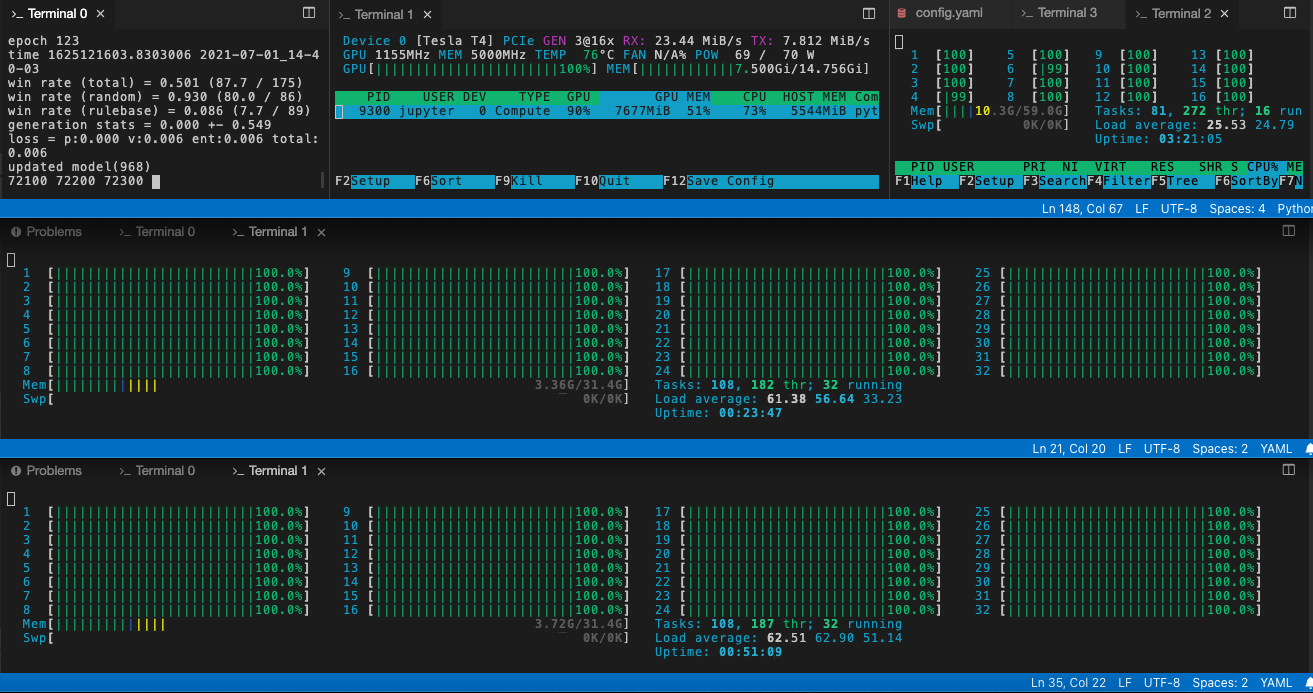 >_ Terminal 0 ×
epoch 123
time 1625121603.8303006 2021-07-01_14-4
0-03
win rate (total) = 0.501 (87.7 / 175)
win rate (random) = 0.930 (80.0 / 86)
win rate (rulebase) = 0.086 (7.7 / 89)
generation stats = 0.000 +- 0.549
loss = p:0.000 v:0.006 ent:0.006 total:
0.006
updated model(968)
72100 72200 72300
>_ Terminal 1 ×
Device 0 [Tesla T4] PCIe GEN 3@16x RX: 23.44 MiB/s TX: 7.812 MiB/s
GPU 1155MHz MEM 5000MHz TEMP 76°C FAN N/A% POW 69 / 70 W
GPU[||||||||||||||||||||||||100%] MEM[||||||||||||7.500Gi/14.756Gi]
PID USER DEV TYPE GPU GPU MEM CPU HOST MEM Com
9300 jupyter 0 Compute 90% 7677MiB 51% 73% 5544MiB pyt
F2Setup F6Sort F9Kill F10Quit F12Save Config
config.yaml >_ Terminal 3 >_ Terminal 2 ×
1 [100] 5 [100] 9 [100] 13 [100]
2 [100] 6 [|99] 10 [100] 14 [100]
3 [100] 7 [100] 11 [100] 15 [100]
4 [|99] 8 [100] 12 [100] 16 [100]
Mem[||||10.3G/59.0G] Tasks: 81, 272 thr; 16 run
Swp[ 0K/0K] Load average: 25.53 24.79
Uptime: 03:21:05
PID USER PRI NI VIRT RES SHR S CPU% ME
F1Help F2Setup F3SearchF4FilterF5Tree F6SortByF7N
Ln 148, Col 67 LF UTF-8 Spaces: 4 Python
Problems >_ Terminal 0 >_ Terminal 1 ×
1 [|||||||||||||||||||||||||100.0%] 9 [|||||||||||||||||||||||||100.0%] 17 [|||||||||||||||||||||||||100.0%] 25 [|||||||||||||||||||||||||100.0%]
2 [|||||||||||||||||||||||||100.0%] 10 [|||||||||||||||||||||||||100.0%] 18 [|||||||||||||||||||||||||100.0%] 26 [|||||||||||||||||||||||||100.0%]
3 [|||||||||||||||||||||||||100.0%] 11 [|||||||||||||||||||||||||100.0%] 19 [|||||||||||||||||||||||||100.0%] 27 [|||||||||||||||||||||||||100.0%]
4 [|||||||||||||||||||||||||100.0%] 12 [|||||||||||||||||||||||||100.0%] 20 [|||||||||||||||||||||||||100.0%] 28 [|||||||||||||||||||||||||100.0%]
5 [|||||||||||||||||||||||||100.0%] 13 [|||||||||||||||||||||||||100.0%] 21 [|||||||||||||||||||||||||100.0%] 29 [|||||||||||||||||||||||||100.0%]
6 [|||||||||||||||||||||||||100.0%] 14 [|||||||||||||||||||||||||100.0%] 22 [|||||||||||||||||||||||||100.0%] 30 [|||||||||||||||||||||||||100.0%]
7 [|||||||||||||||||||||||||100.0%] 15 [|||||||||||||||||||||||||100.0%] 23 [|||||||||||||||||||||||||100.0%] 31 [|||||||||||||||||||||||||100.0%]
8 [|||||||||||||||||||||||||100.0%] 16 [|||||||||||||||||||||||||100.0%] 24 [|||||||||||||||||||||||||100.0%] 32 [|||||||||||||||||||||||||100.0%]
Mem[||||||||||||| 3.36G/31.4G] Tasks: 108, 182 thr; 32 running
Swp[ 0K/0K] Load average: 61.38 56.64 33.23
Uptime: 00:23:47
Ln 21, Col 20 LF UTF-8 Spaces: 2 YAML
Problems >_ Terminal 0 >_ Terminal 1 ×
1 [|||||||||||||||||||||||||100.0%] 9 [|||||||||||||||||||||||||100.0%] 17 [|||||||||||||||||||||||||100.0%] 25 [|||||||||||||||||||||||||100.0%]
2 [|||||||||||||||||||||||||100.0%] 10 [|||||||||||||||||||||||||100.0%] 18 [|||||||||||||||||||||||||100.0%] 26 [|||||||||||||||||||||||||100.0%]
3 [|||||||||||||||||||||||||100.0%] 11 [|||||||||||||||||||||||||100.0%] 19 [|||||||||||||||||||||||||100.0%] 27 [|||||||||||||||||||||||||100.0%]
4 [|||||||||||||||||||||||||100.0%] 12 [|||||||||||||||||||||||||100.0%] 20 [|||||||||||||||||||||||||100.0%] 28 [|||||||||||||||||||||||||100.0%]
5 [|||||||||||||||||||||||||100.0%] 13 [|||||||||||||||||||||||||100.0%] 21 [|||||||||||||||||||||||||100.0%] 29 [|||||||||||||||||||||||||100.0%]
6 [|||||||||||||||||||||||||100.0%] 14 [|||||||||||||||||||||||||100.0%] 22 [|||||||||||||||||||||||||100.0%] 30 [|||||||||||||||||||||||||100.0%]
7 [|||||||||||||||||||||||||100.0%] 15 [|||||||||||||||||||||||||100.0%] 23 [|||||||||||||||||||||||||100.0%] 31 [|||||||||||||||||||||||||100.0%]
8 [|||||||||||||||||||||||||100.0%] 16 [|||||||||||||||||||||||||100.0%] 24 [|||||||||||||||||||||||||100.0%] 32 [|||||||||||||||||||||||||100.0%]
Mem[|||||||||||||| 3.72G/31.4G] Tasks: 108, 187 thr; 32 running
Swp[ 0K/0K] Load average: 62.51 62.90 51.14
Uptime: 00:51:09
Ln 35, Col 22 LF UTF-8 Spaces: 2 YAML